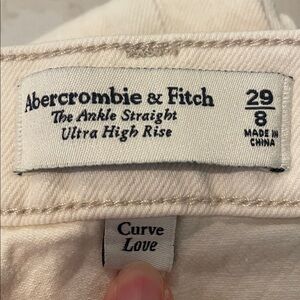 Abercrombie & Fitch
The Ankle Straight
Ultra High Rise
29
8
MADE IN
CHINA
Curve
Love